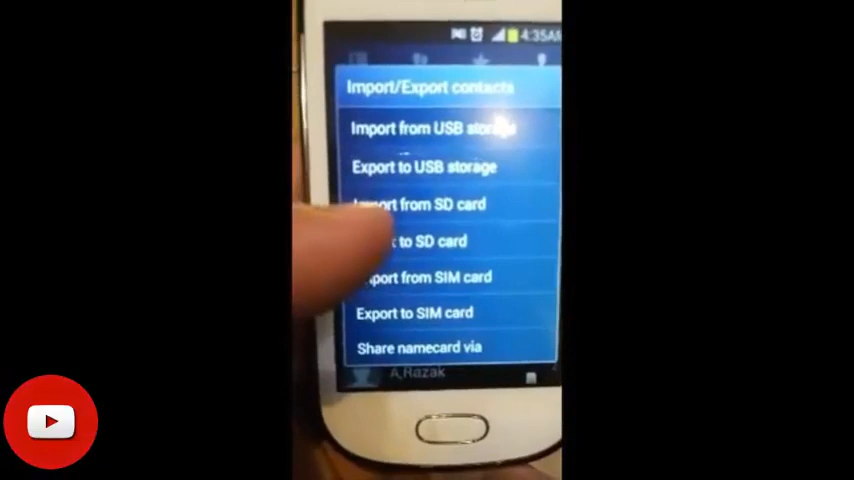 4:35AM
Import/Export contacts
Import from USB storage
Export to USB storage
Import from SD card
to SD card
Import from SIM card
Export to SIM card
Share namecard via
A,Razak